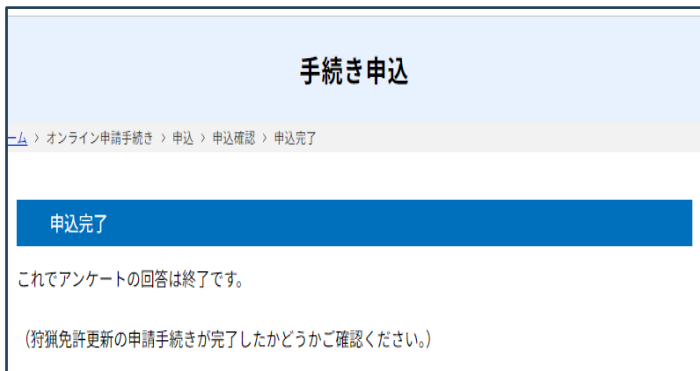 手続き申込
ーム > オンライン申請手続き > 申込 > 申込確認 > 申込完了
申込完了
これでアンケートの回答は終了です。
（狩猟免許更新の申請手続きが完了したかどうかご確認ください。）